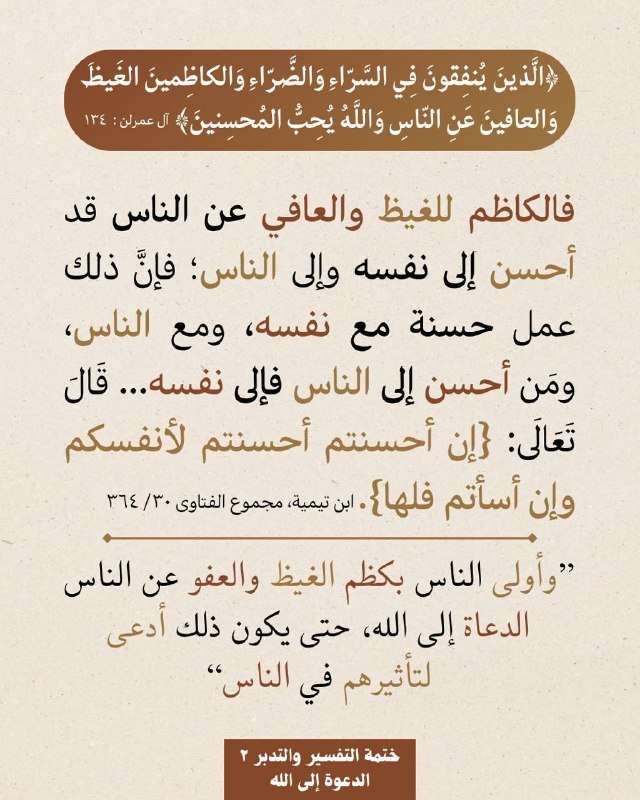 ﴿الَّذينَ يُنفِقونَ فِي السَّرّاءِ وَالضَّرّاءِ وَالكاظِمينَ الغَيظَ
وَالعافينَ عَنِ النّاسِ وَاللَّهُ يُحِبُّ المُحسِنينَ﴾ آل عمرٰن : ١٣٤
فالكاظم للغيظ والعافي عن الناس قد
أحسن إلى نفسه وإلى الناس؛ فإنَّ ذلك
عمل حسنة مع نفسه، ومع الناس،
ومَن أحسن إلى الناس فإلى نفسه... قَالَ
تَعَالَى: {إن أحسنتم أحسنتم لأنفسكم
وإن أسأتم فلها}. ابن تيمية، مجموع الفتاوى ٣٠/ ٣٦٤
”وأولى الناس بكظم الغيظ والعفو عن الناس
الدعاة إلى الله، حتى يكون ذلك أدعى
لتأثيرهم في الناس“
ختمة التفسير والتدبر ٢
الدعوة إلى الله